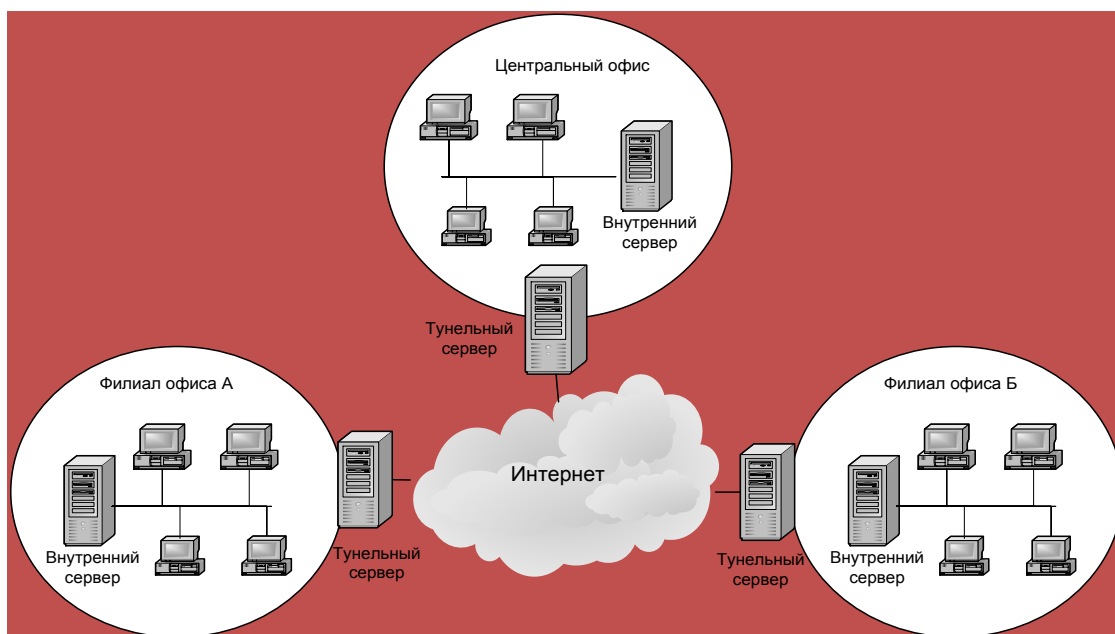 Центральный офис
Внутренний
сервер
Тунельный
сервер
Филиал офиса А
Внутренний
сервер
Тунельный
сервер
Интернет
Филиал офиса Б
Тунельный
сервер
Внутренний
сервер